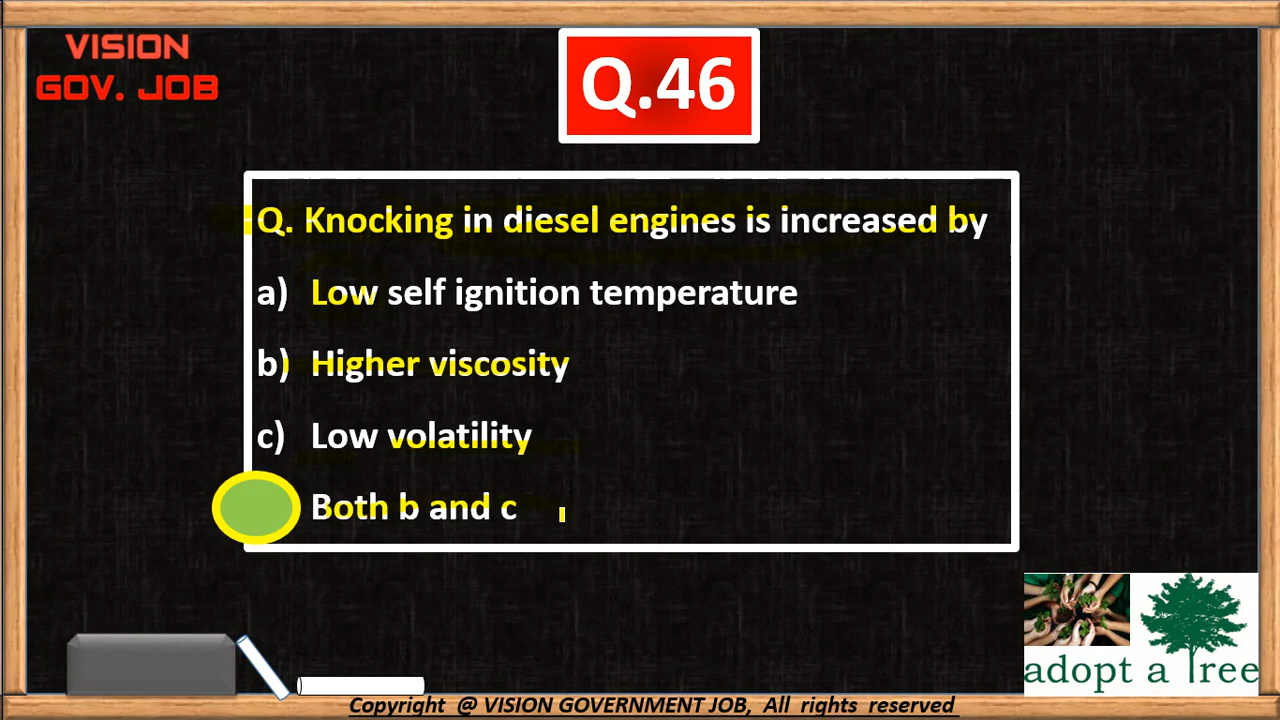 VISION
GOV. JOB
Q.46
Q. Knocking in diesel engines is increased by
a) Low self ignition temperature
b) Higher viscosity
c) Low volatility
Both b and c
adopt a Tree
Copyright @ VISION GOVERNMENT JOB, All rights reserved